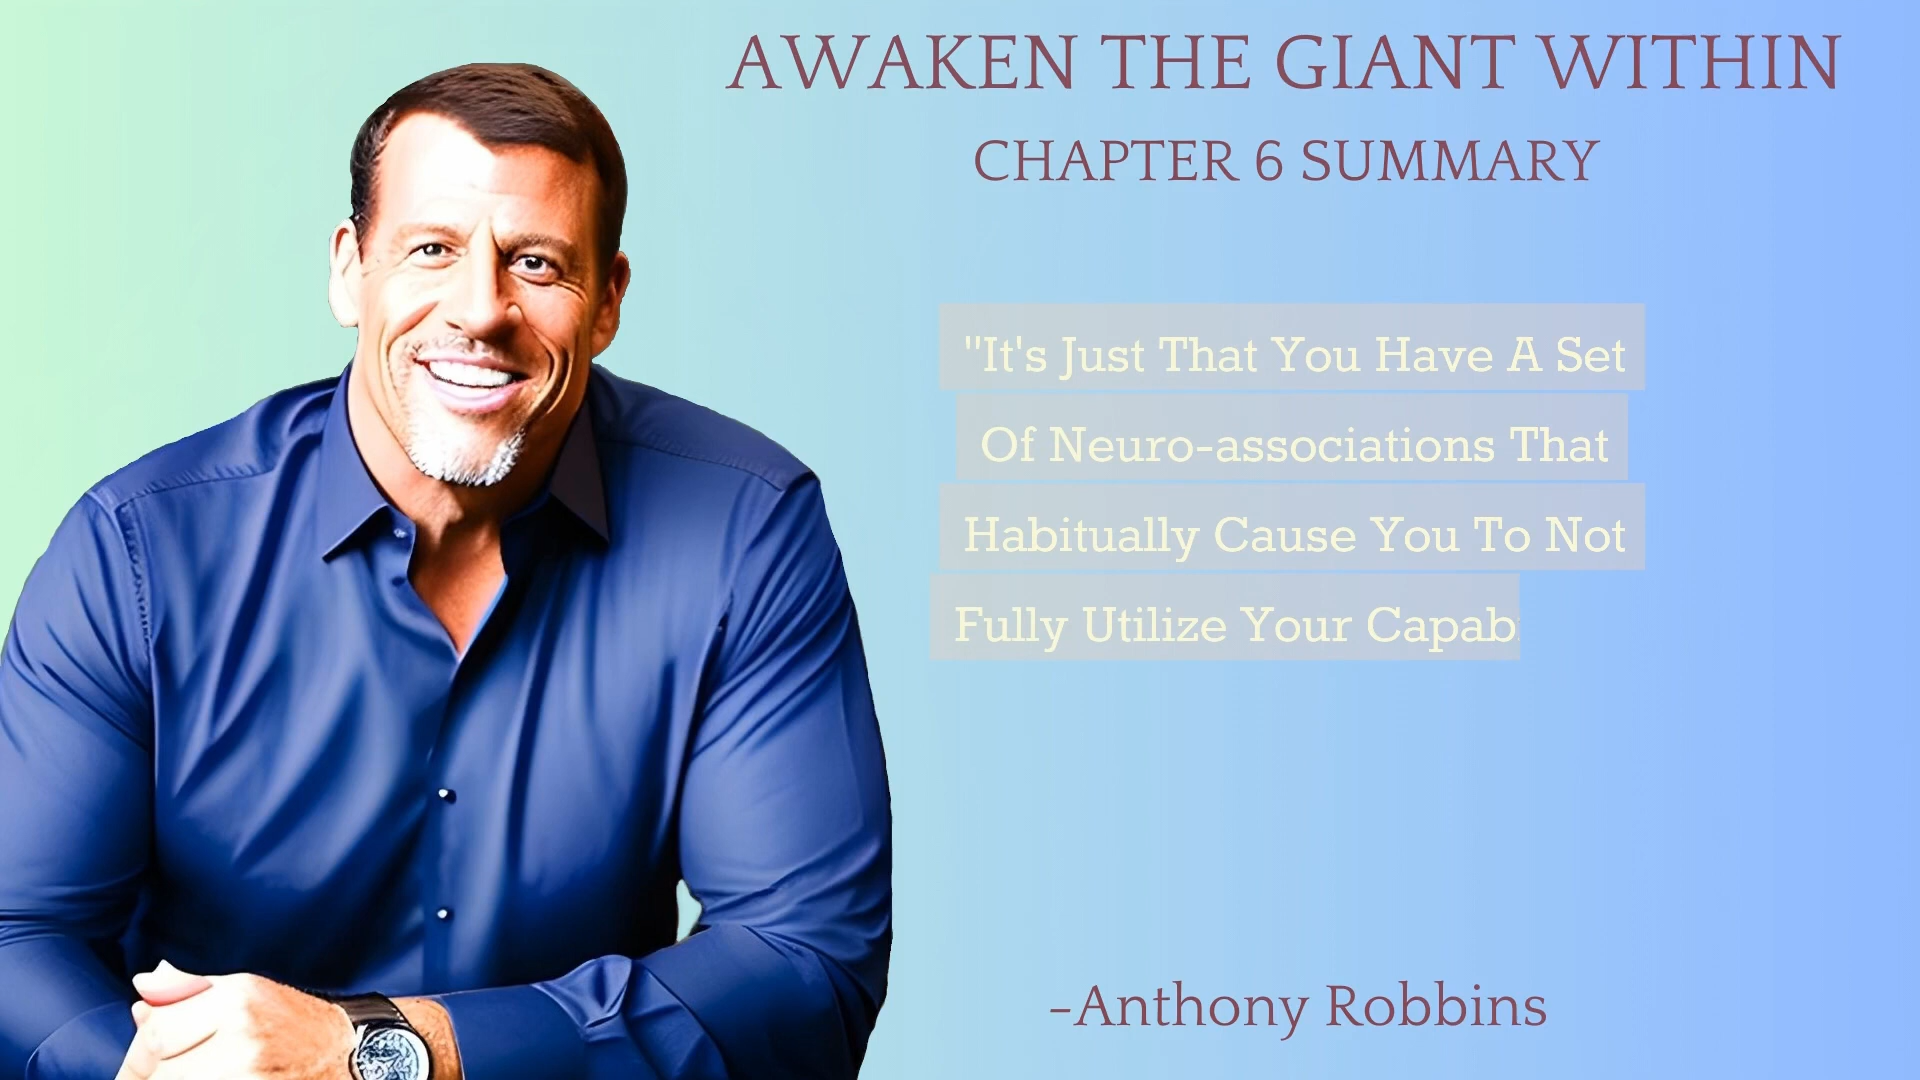 AWAKEN THE GIANT WITHIN
CHAPTER 6 SUMMARY
"It's Just That You Have A Set
Of Neuro-associations That
Habitually Cause You To Not
Fully Utilize Your Capab
-Anthony Robbins